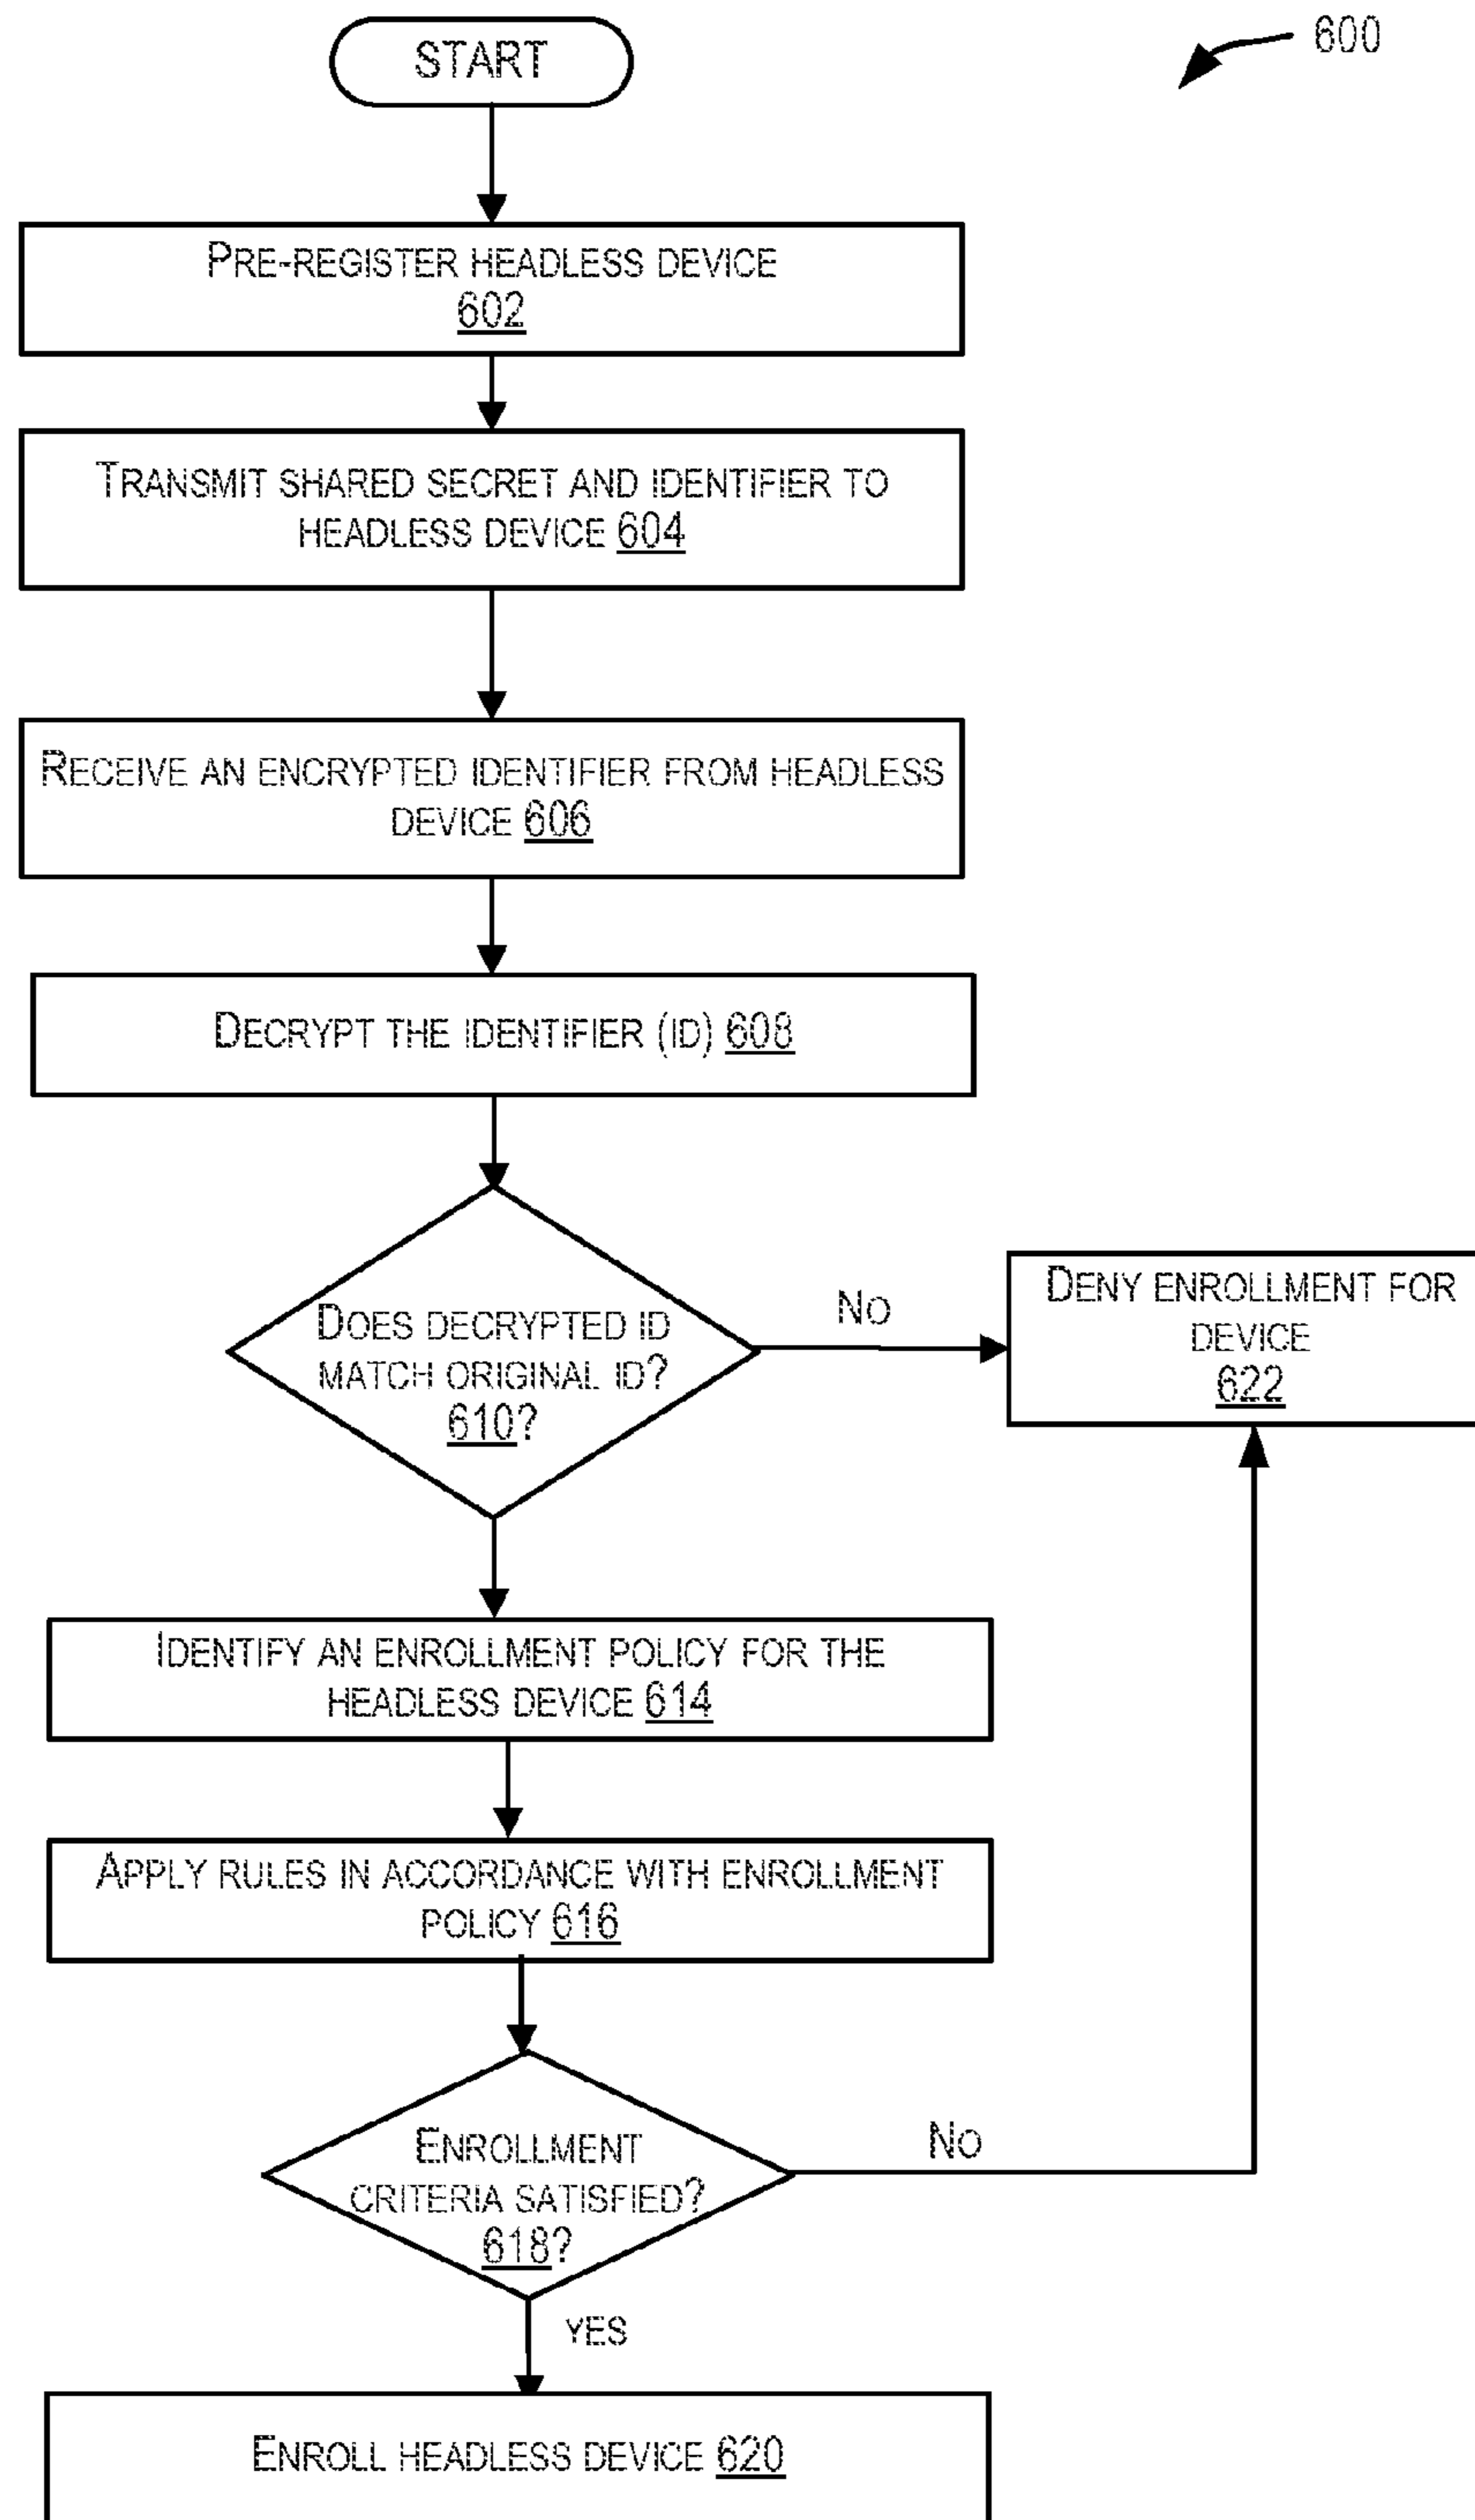 START
600
PRE-REGISTER HEADLESS DEVICE
602
TRANSMIT SHARED SECRET AND IDENTIFIER TO
HEADLESS DEVICE 604
RECEIVE AN ENCRYPTED IDENTIFIER FROM HEADLESS
DEVICE 606
DECRYPT THE IDENTIFIER (ID) 608
DOES DECRYPTED ID
MATCH ORIGINAL ID?
610?
NO
DENY ENROLLMENT FOR
DEVICE
622
IDENTIFY AN ENROLLMENT POLICY FOR THE
HEADLESS DEVICE 614
APPLY RULES IN ACCORDANCE WITH ENROLLMENT
POLICY 616
ENROLLMENT
CRITERIA SATISFIED?
618?
NO
YES
ENROLL HEADLESS DEVICE 620